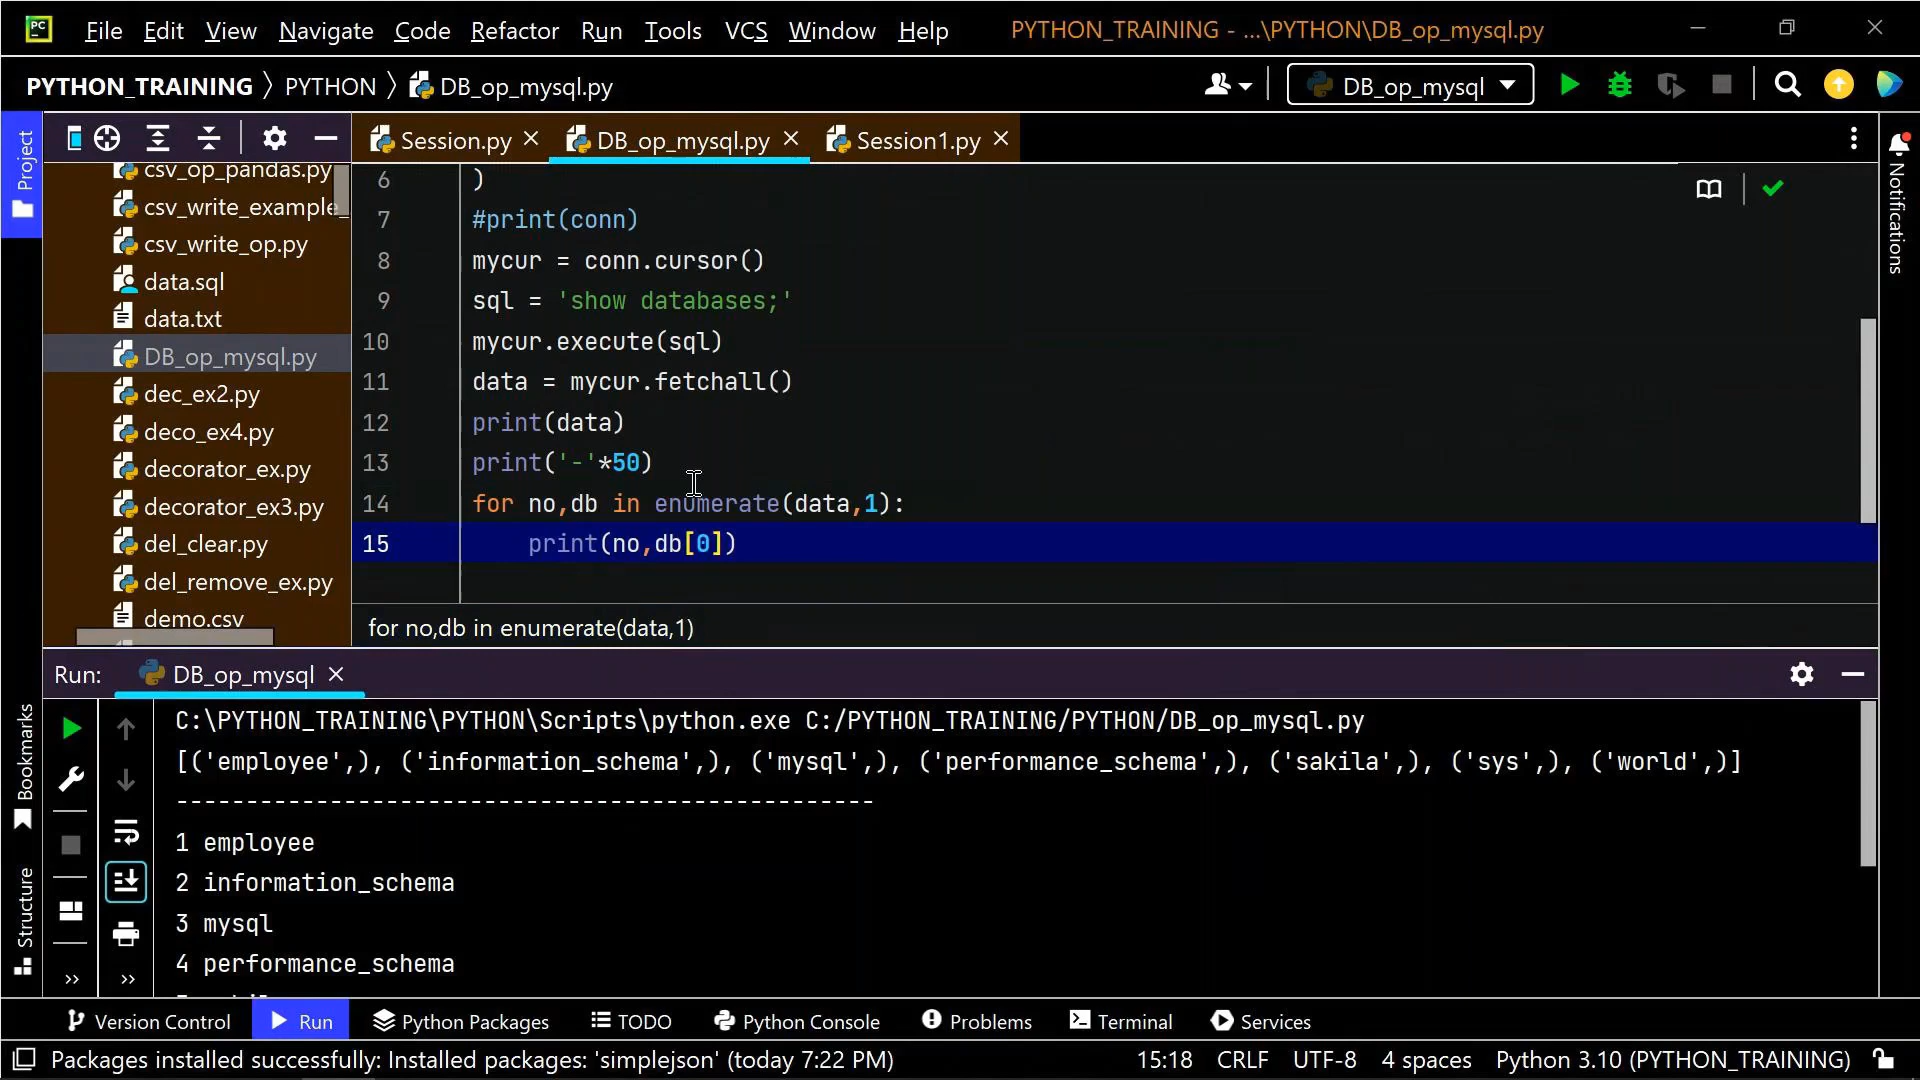 PC File Edit View Navigate Code Refactor Run Tools VCS Window Help PYTHON_TRAINING - ...\PYTHON\DB_op_mysql.py
PYTHON_TRAINING PYTHON DB_op_mysql.py DB_op_mysql
Project
Session.py DB_op_mysql.py Session1.py
Notifications
csv_op_pandas.py
csv_write_example_
csv_write_op.py
data.sql
data.txt
DB_op_mysql.py
dec_ex2.py
deco_ex4.py
decorator_ex.py
decorator_ex3.py
del_clear.py
del_remove_ex.py
demo.csv
6 )
7 #print(conn)
8 mycur = conn.cursor()
9 sql = 'show databases;'
10 mycur.execute(sql)
11 data = mycur.fetchall()
12 print(data)
13 print('-'*50)
14 for no,db in enumerate(data,1):
15 print(no,db[0])
for no,db in enumerate(data,1)
Run: DB_op_mysql
Bookmarks
Structure
C:\PYTHON_TRAINING\PYTHON\Scripts\python.exe C:/PYTHON_TRAINING/PYTHON/DB_op_mysql.py
[('employee',), ('information_schema',), ('mysql',), ('performance_schema',), ('sakila',), ('sys',), ('world',)]
--------------------------------------------------
1 employee
2 information_schema
3 mysql
4 performance_schema
Version Control Run Python Packages TODO Python Console Problems Terminal Services
Packages installed successfully: Installed packages: 'simplejson' (today 7:22 PM) 15:18 CRLF UTF-8 4 spaces Python 3.10 (PYTHON_TRAINING)